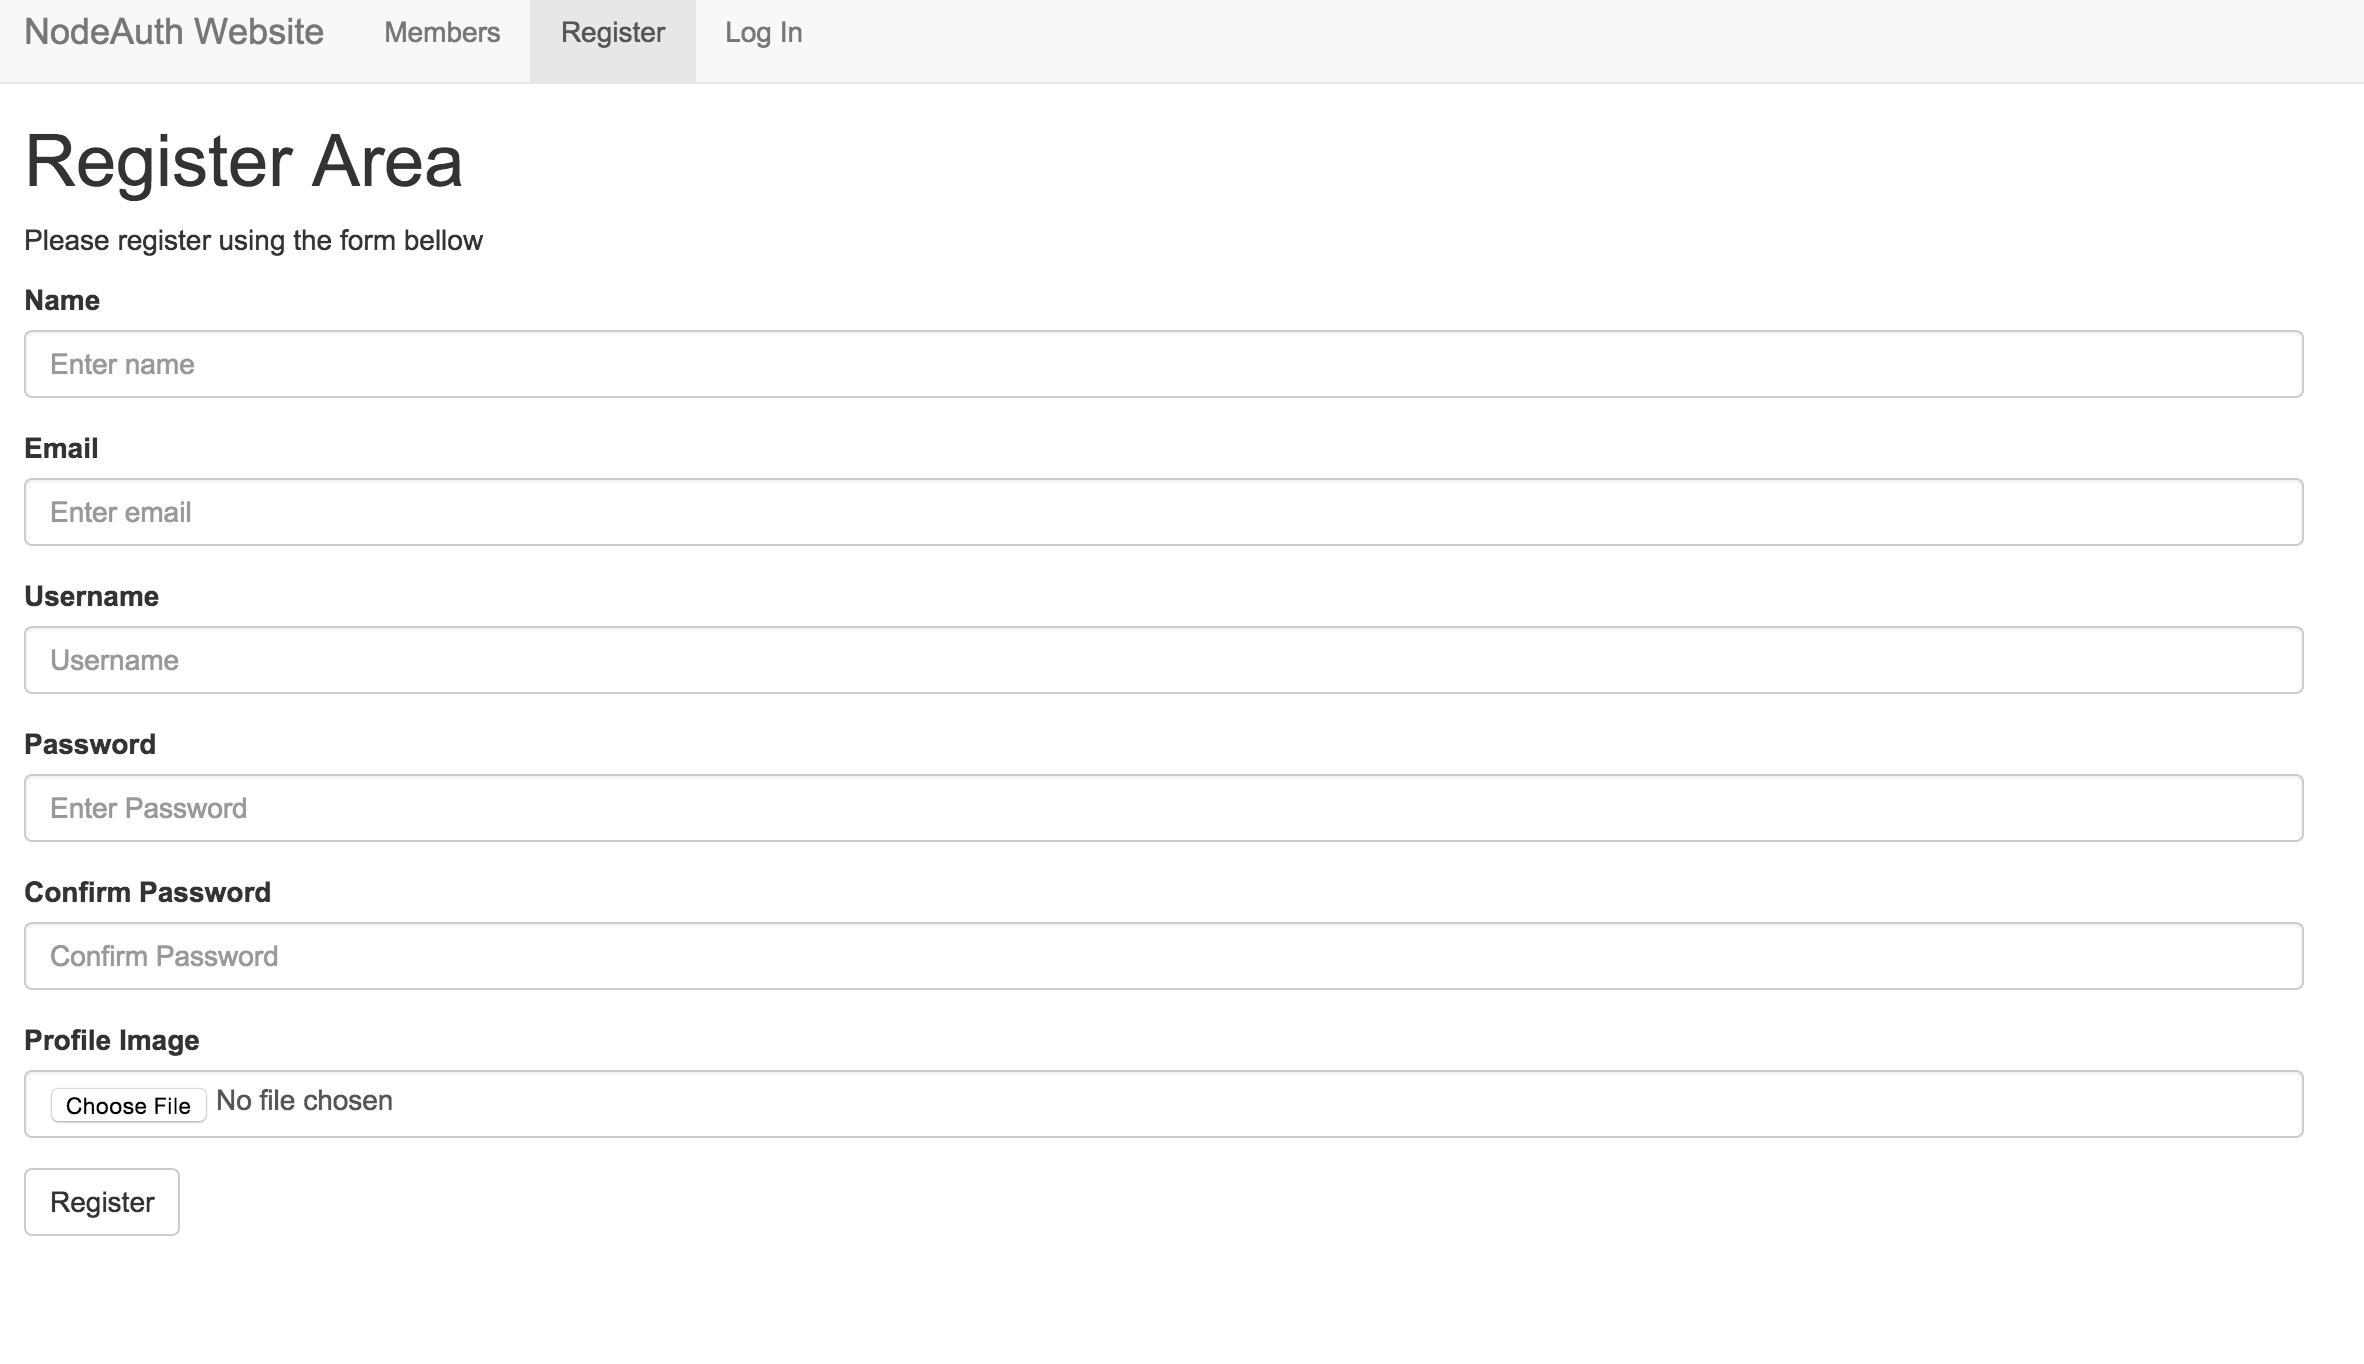 NodeAuth Website Members Register Log In
Register Area
Please register using the form bellow
Name
Enter name
Email
Enter email
Username
Username
Password
Enter Password
Confirm Password
Confirm Password
Profile Image
Choose File No file chosen
Register